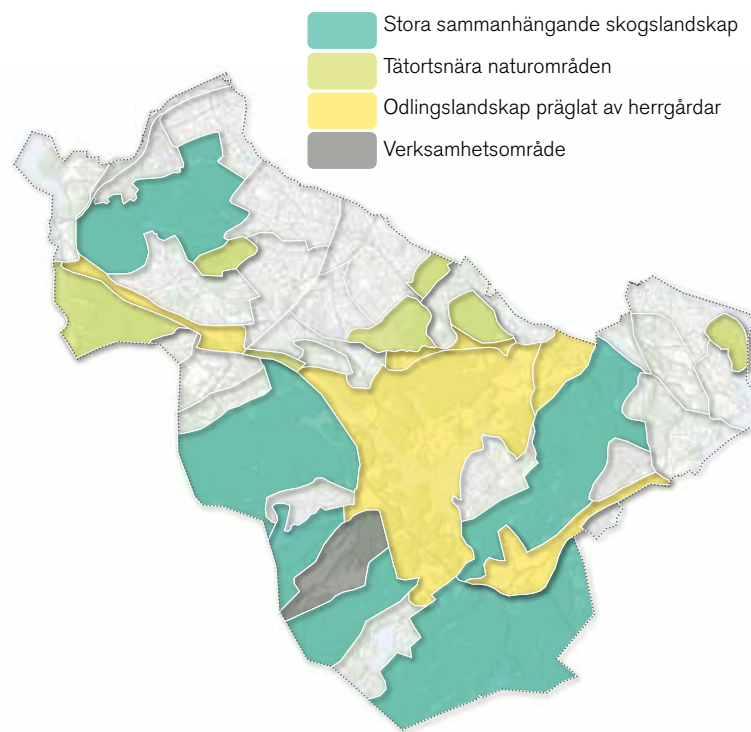 Stora sammanhängande skogslandskap
Tätortsnära naturområden
Odlingslandskap präglat av herrgårdar
Verksamhetsområde